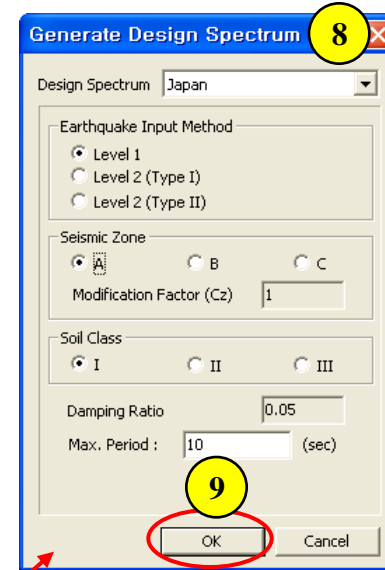 Generate Design Spectrum 8
Design Spectrum Japan
Earthquake Input Method
Level 1
Level 2 (Type I)
Level 2 (Type II)
Seismic Zone
A B C
Modification Factor (Cz) 1
Soil Class
I II III
Damping Ratio 0.05
Max. Period : 10 (sec)
9
OK Cancel